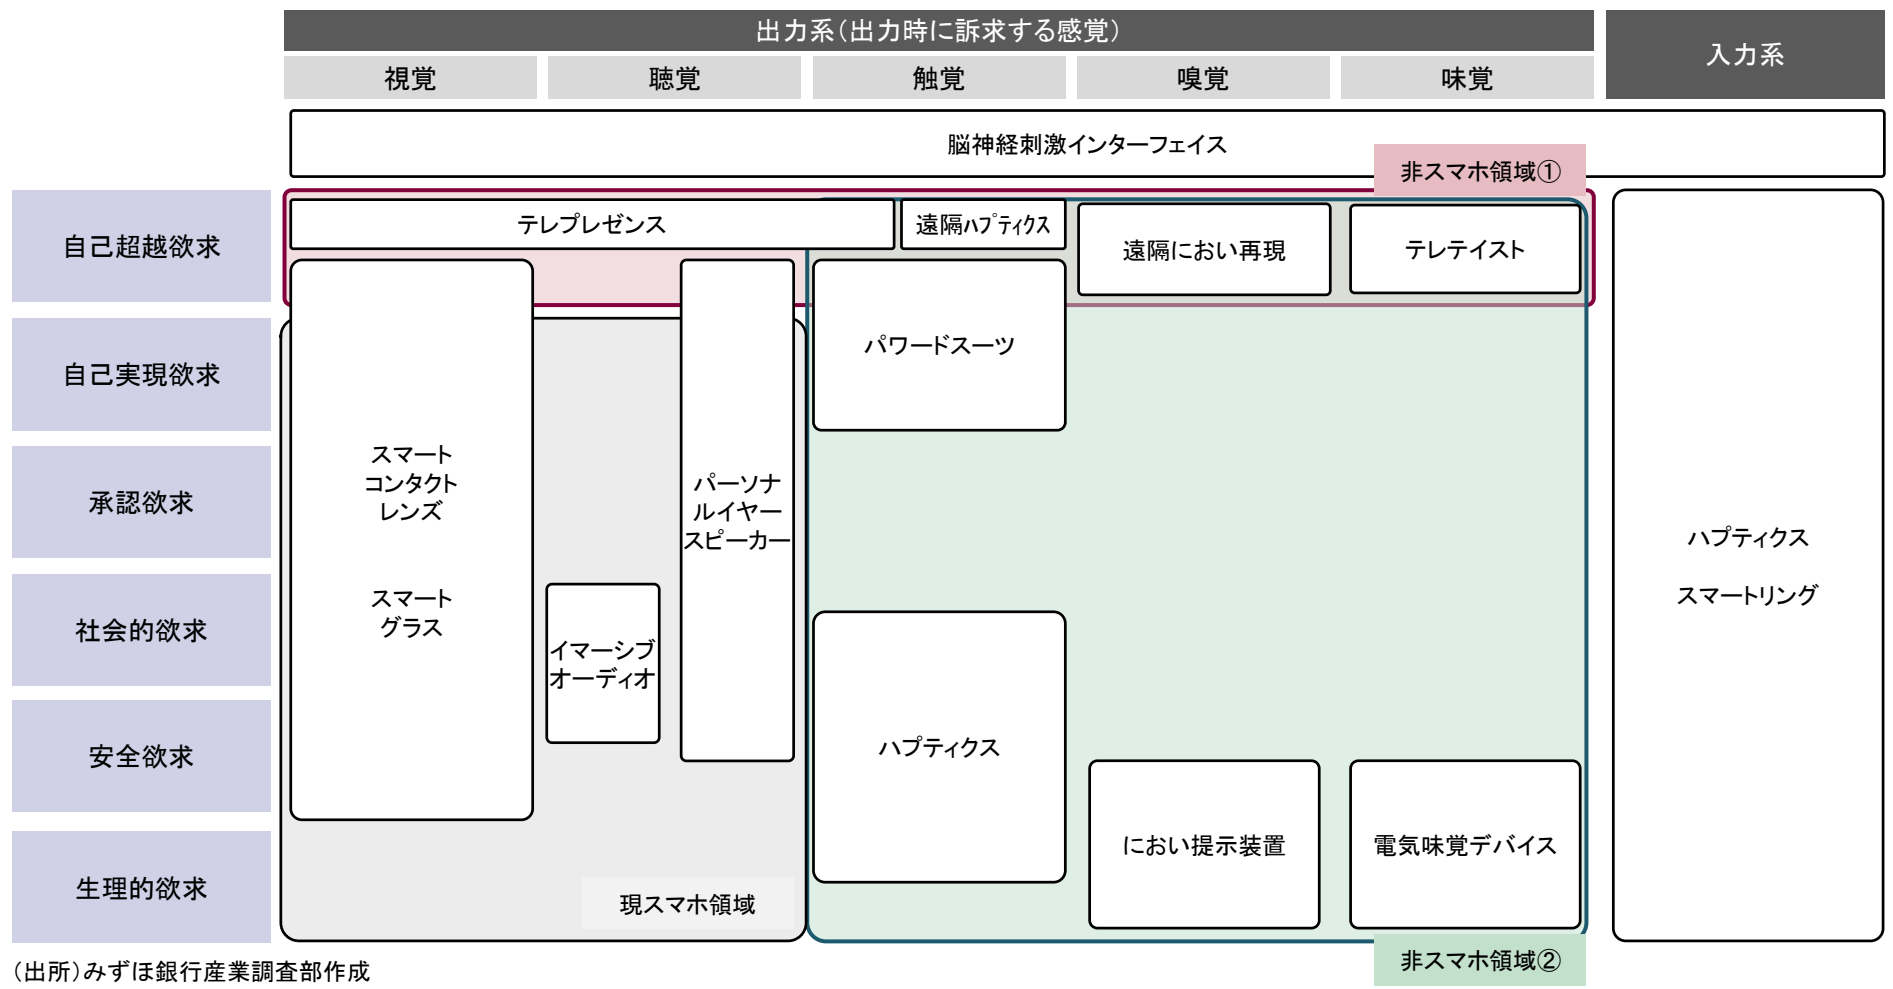 出力系（出力時に訴求する感覚）
入力系
視覚
聴覚
触覚
嗅覚
味覚
脳神経刺激インターフェイス
非スマホ領域①
自己超越欲求
テレプレゼンス
遠隔ハプティクス
遠隔におい再現
テレテイスト
自己実現欲求
パワードスーツ
承認欲求
スマート
コンタクト
レンズ
スマート
グラス
パーソナ
ルイヤー
スピーカー
ハプティクス
スマートリング
社会的欲求
イマーシブ
オーディオ
安全欲求
ハプティクス
におい提示装置
電気味覚デバイス
生理的欲求
現スマホ領域
非スマホ領域②
（出所）みずほ銀行産業調査部作成